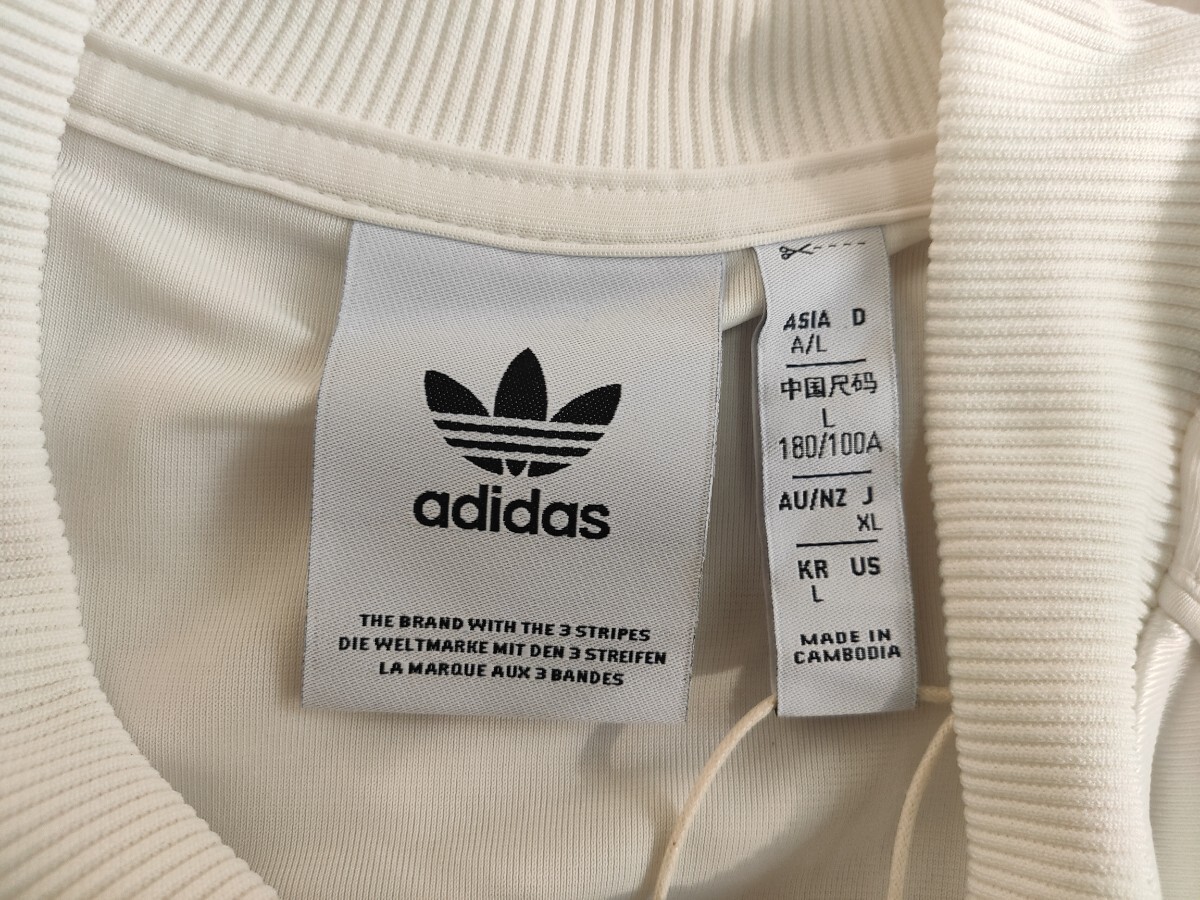 adidas
THE BRAND WITH THE 3 STRIPES
DIE WELTMARKE MIT DEN 3 STREIFEN
LA MARQUE AUX 3 BANDES
ASIA D
A/L
中国尺码
L
180/100A
AU/NZ J
XL
KR US
L
MADE IN
CAMBODIA